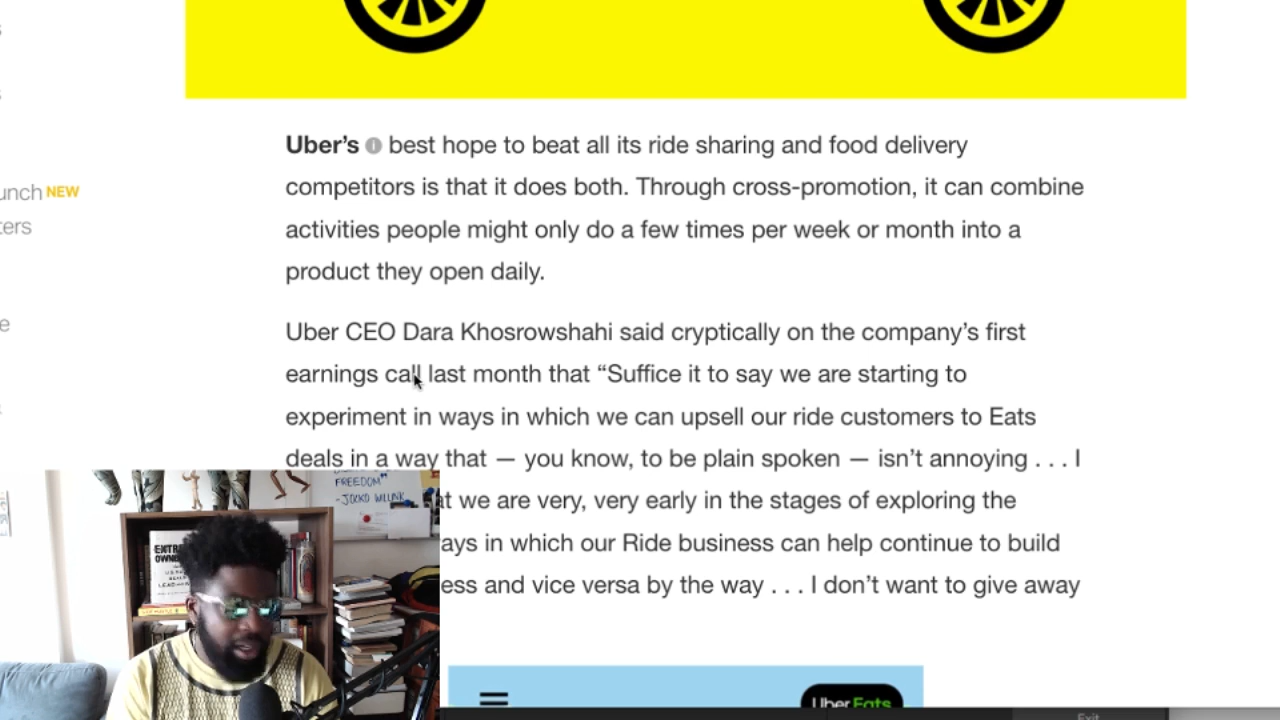 unch NEW
ters
e
Uber's i best hope to beat all its ride sharing and food delivery
competitors is that it does both. Through cross-promotion, it can combine
activities people might only do a few times per week or month into a
product they open daily.
Uber CEO Dara Khosrowshahi said cryptically on the company's first
earnings call last month that “Suffice it to say we are starting to
experiment in ways in which we can upsell our ride customers to Eats
deals in a way that — you know, to be plain spoken — isn't annoying . . . I
at we are very, very early in the stages of exploring the
ays in which our Ride business can help continue to build
ess and vice versa by the way . . . I don't want to give away
FREEDOM"
-JOCKO WILLINK
Uber Eats
Exit